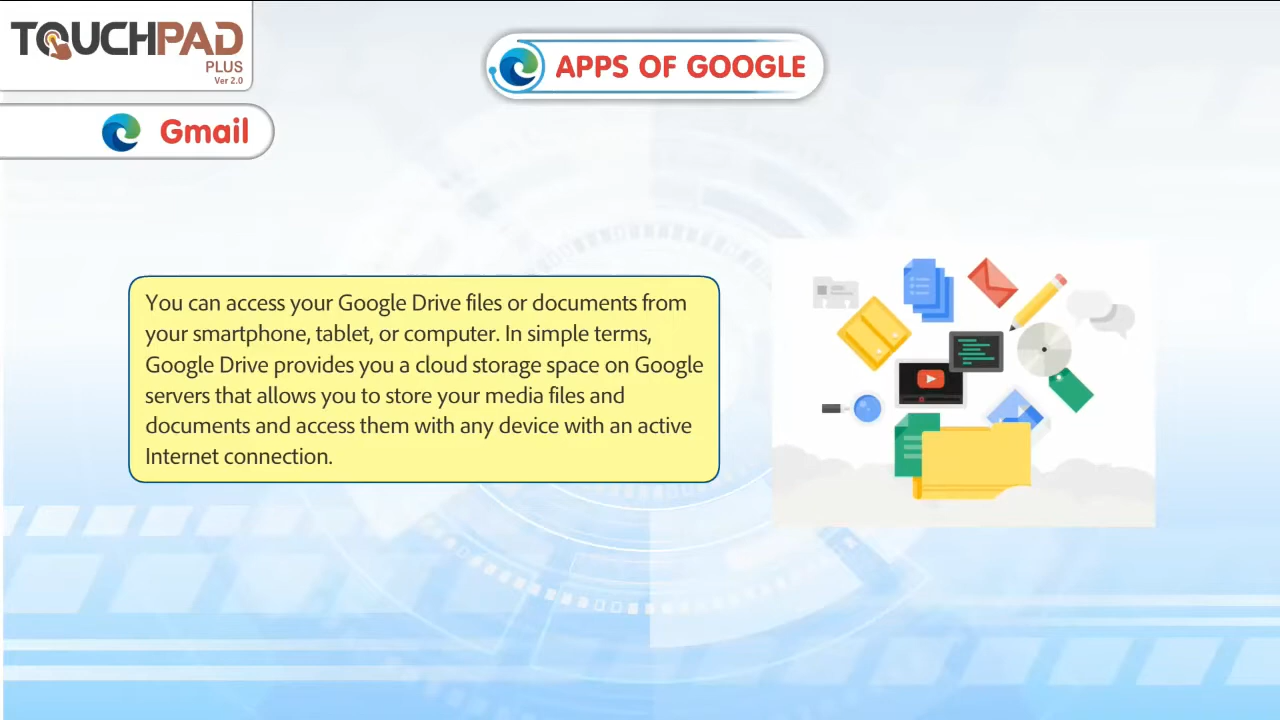 TOUCHPAD
PLUS
Ver 2.0
APPS OF GOOGLE
Gmail
You can access your Google Drive files or documents from
your smartphone, tablet, or computer. In simple terms,
Google Drive provides you a cloud storage space on Google
servers that allows you to store your media files and
documents and access them with any device with an active
Internet connection.